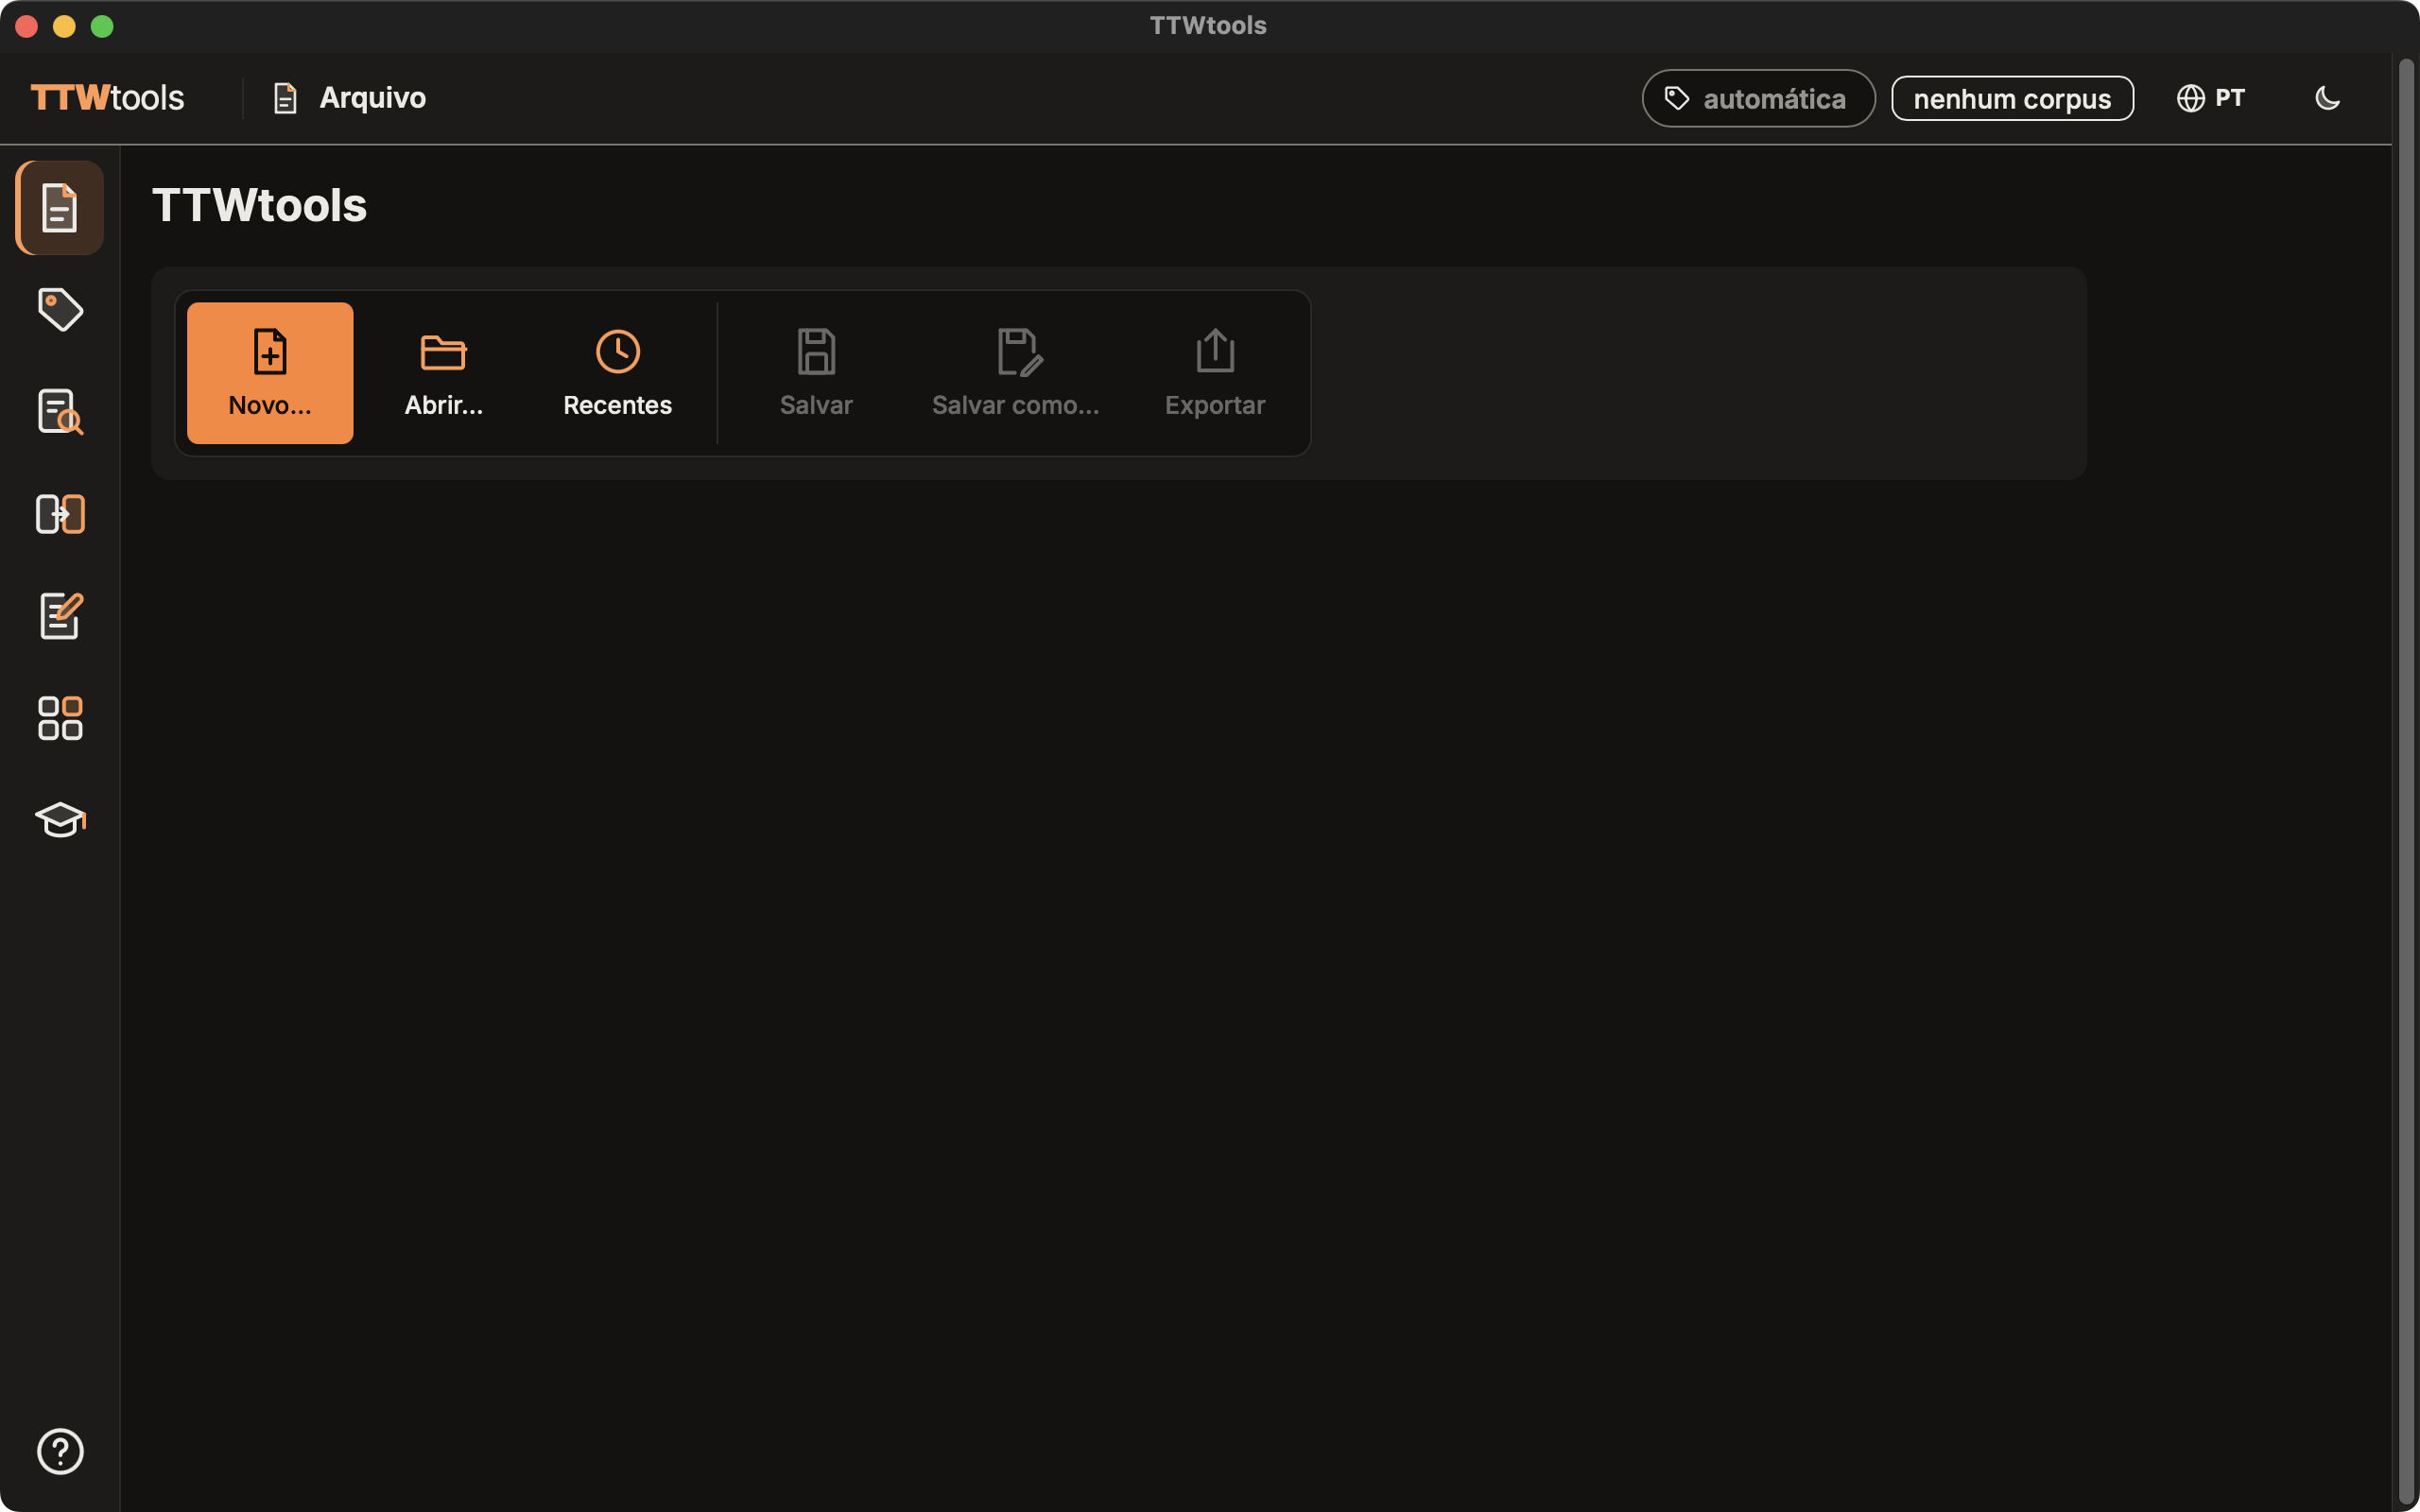 TTWtools
TTWtools
Arquivo
automática
nenhum corpus
PT
TTWtools
Novo...
Abrir...
Recentes
Salvar
Salvar como...
Exportar